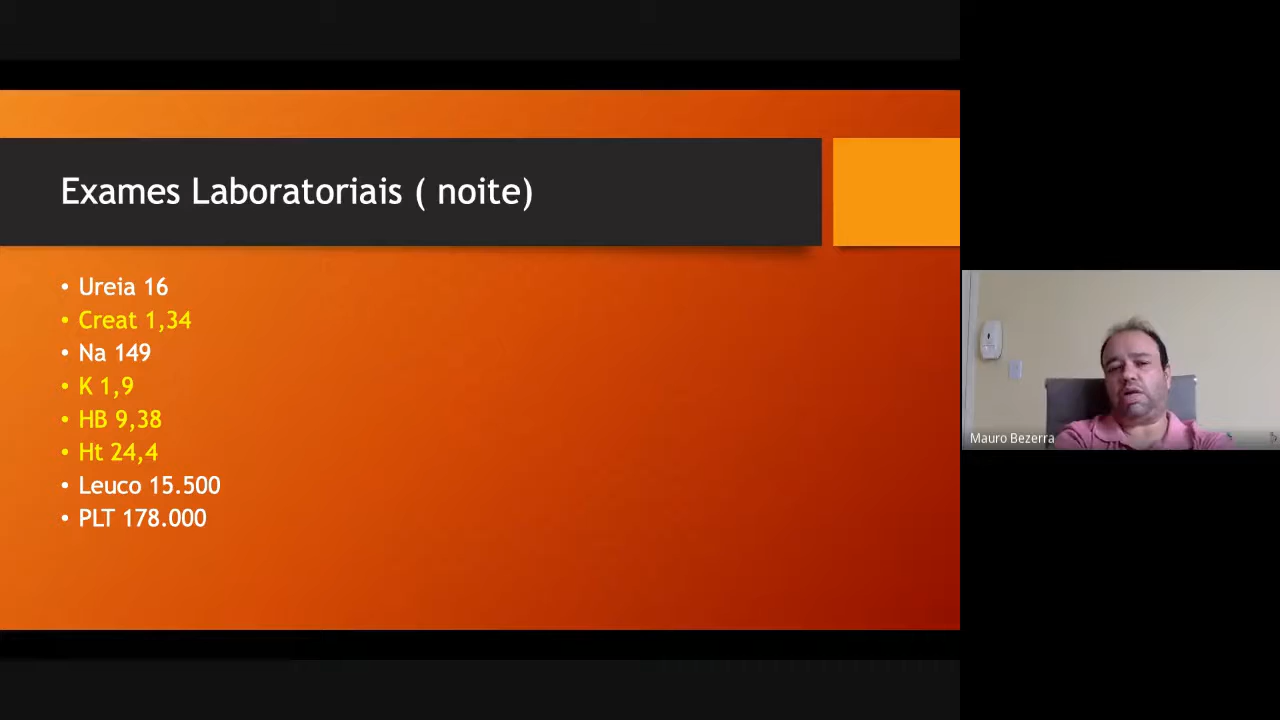 Exames Laboratoriais ( noite)
• Ureia 16
• Creat 1,34
• Na 149
• K 1,9
• HB 9,38
• Ht 24,4
• Leuco 15.500
• PLT 178.000
Mauro Bezerra